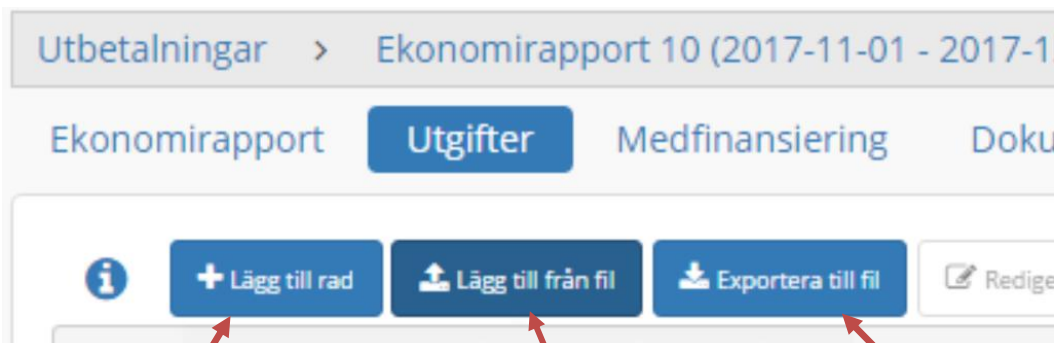 Utbetalningar > Ekonomirapport 10 (2017-11-01 - 2017-1
Ekonomirapport Utgifter Medfinansiering Doku
Lägg till rad Lägg till från fil Exportera till fil Redige